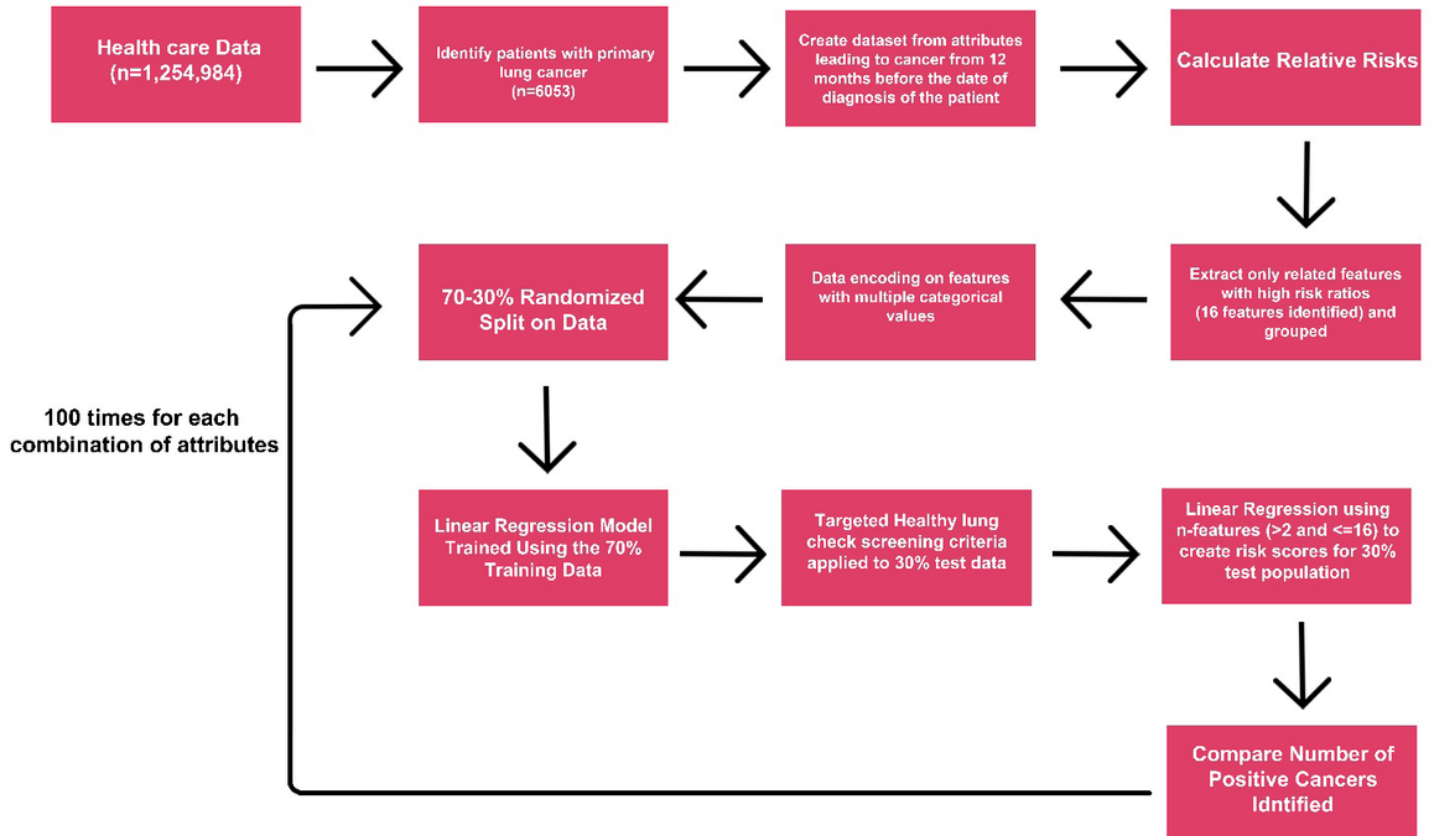 Health care Data
(n=1,254,984)
Identify patients with primary
lung cancer
(n=6053)
Create dataset from attributes
leading to cancer from 12
months before the date of
diagnosis of the patient
Calculate Relative Risks
Extract only related features
with high risk ratios
(16 features identified) and
grouped
Data encoding on features
with multiple categorical
values
70-30% Randomized
Split on Data
100 times for each
combination of attributes
Linear Regression Model
Trained Using the 70%
Training Data
Targeted Healthy lung
check screening criteria
applied to 30% test data
Linear Regression using
n-features (>2 and <=16) to
create risk scores for 30%
test population
Compare Number of
Positive Cancers
Idntified